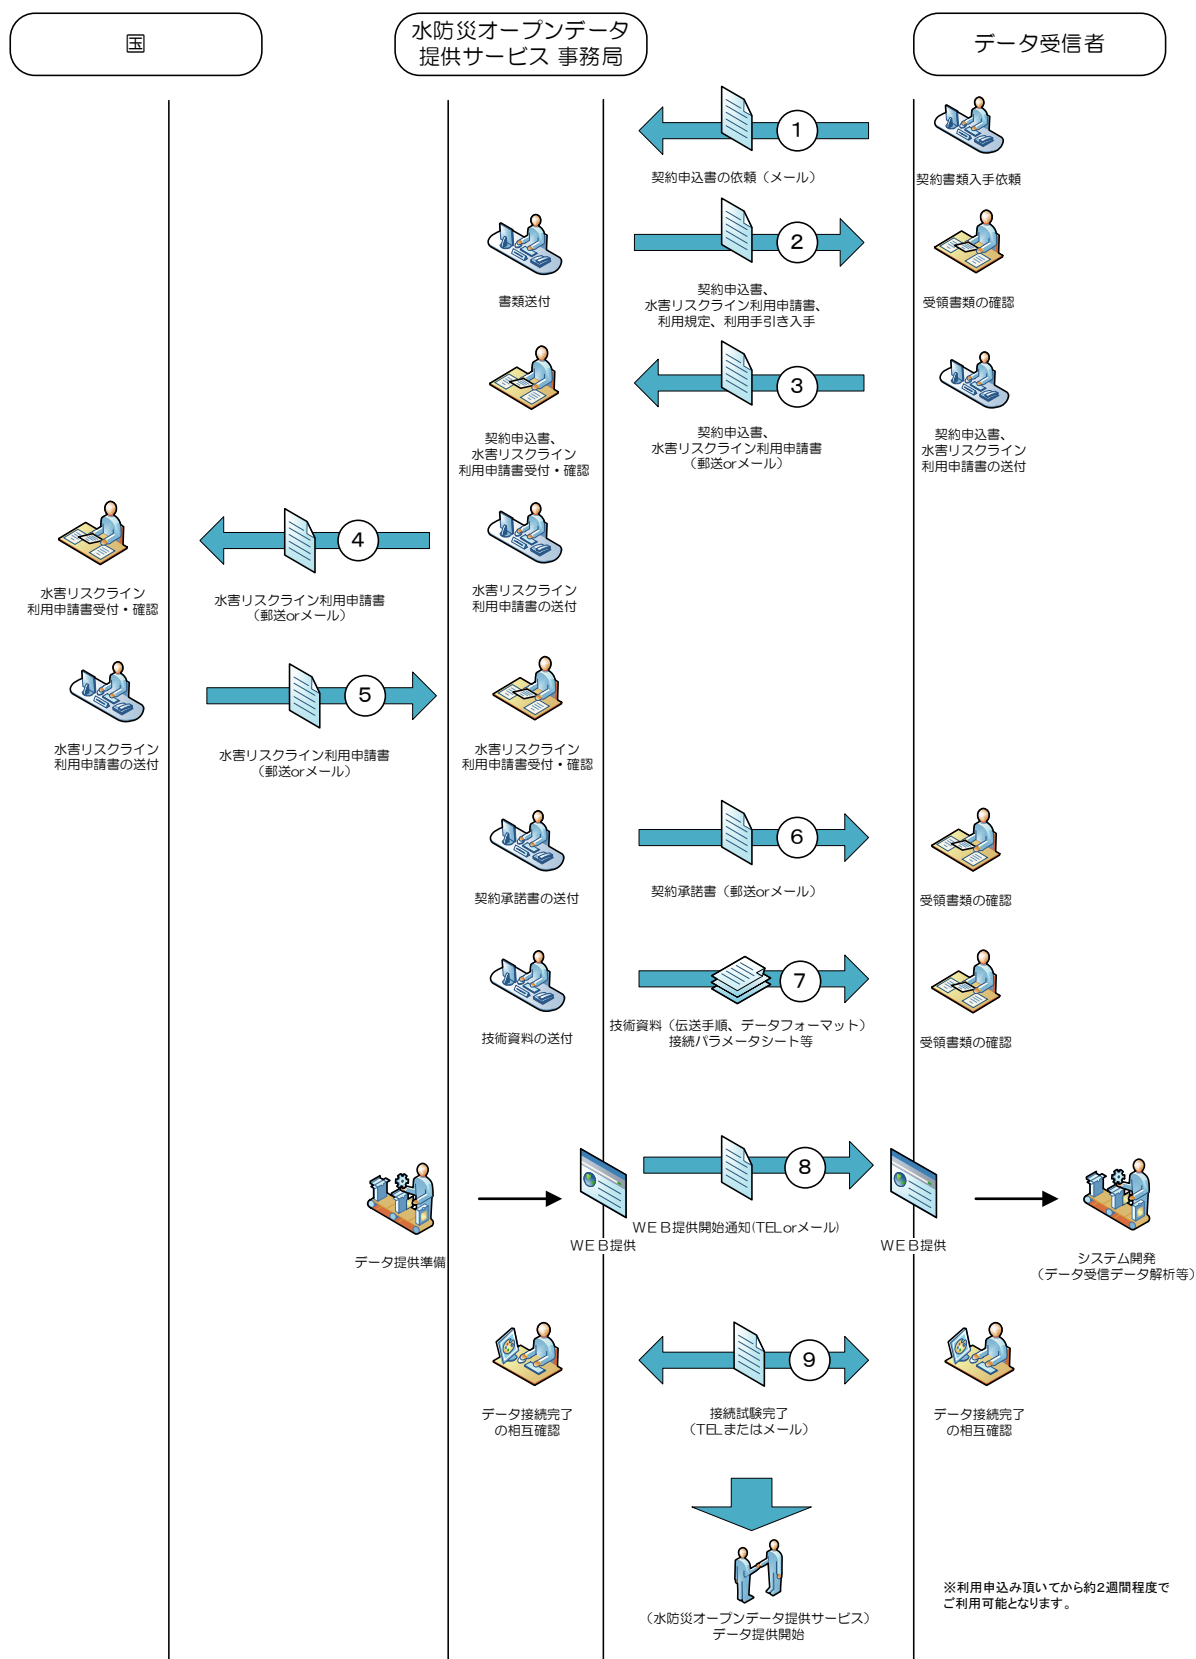 国
水防災オープンデータ
提供サービス 事務局
データ受信者
1
契約申込書の依頼（メール）
契約書類入手依頼
2
書類送付
契約申込書、
水害リスクライン利用申請書、
利用規定、利用手引き入手
受領書類の確認
3
契約申込書、
水害リスクライン
利用申請書受付・確認
契約申込書、
水害リスクライン利用申請書
（郵送orメール）
契約申込書、
水害リスクライン
利用申請書の送付
4
水害リスクライン
利用申請書受付・確認
水害リスクライン利用申請書
（郵送orメール）
水害リスクライン
利用申請書の送付
5
水害リスクライン
利用申請書の送付
水害リスクライン利用申請書
（郵送orメール）
水害リスクライン
利用申請書受付・確認
6
契約承諾書の送付
契約承諾書（郵送orメール）
受領書類の確認
7
技術資料の送付
技術資料（伝送手順、データフォーマット）
接続パラメータシート等
受領書類の確認
8
データ提供準備
ＷＥＢ提供
ＷＥＢ提供開始通知(TELorメール)
ＷＥＢ提供
システム開発
（データ受信データ解析等）
9
データ接続完了
の相互確認
接続試験完了
（TELまたはメール）
データ接続完了
の相互確認
（水防災オープンデータ提供サービス）
データ提供開始
※利用申込み頂いてから約2週間程度で
ご利用可能となります。